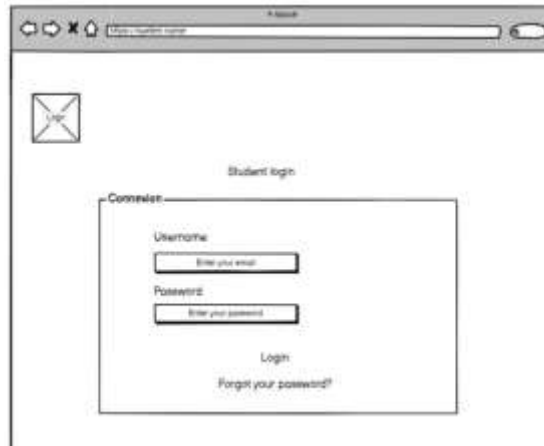 Student login
Connexion
Username
Enter your email
Password
Enter your password
Login
Forgot your password?